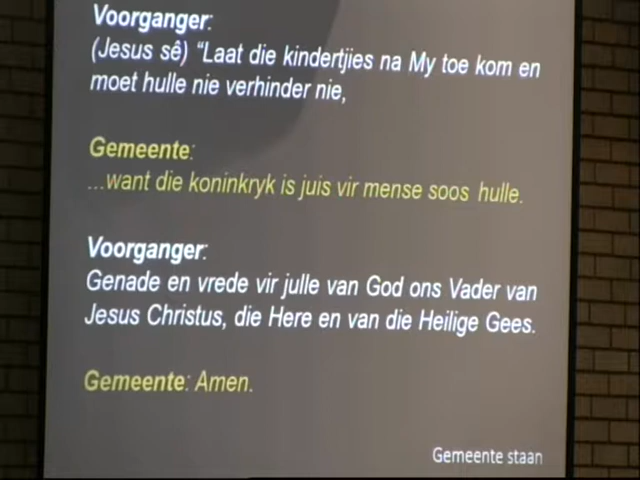 Voorganger:
(Jesus sê) “Laat die kindertjies na My toe kom en
moet hulle nie verhinder nie,
Gemeente:
...want die koninkryk is juis vir mense soos hulle.
Voorganger:
Genade en vrede vir julle van God ons Vader van
Jesus Christus, die Here en van die Heilige Gees.
Gemeente: Amen.
Gemeente staan